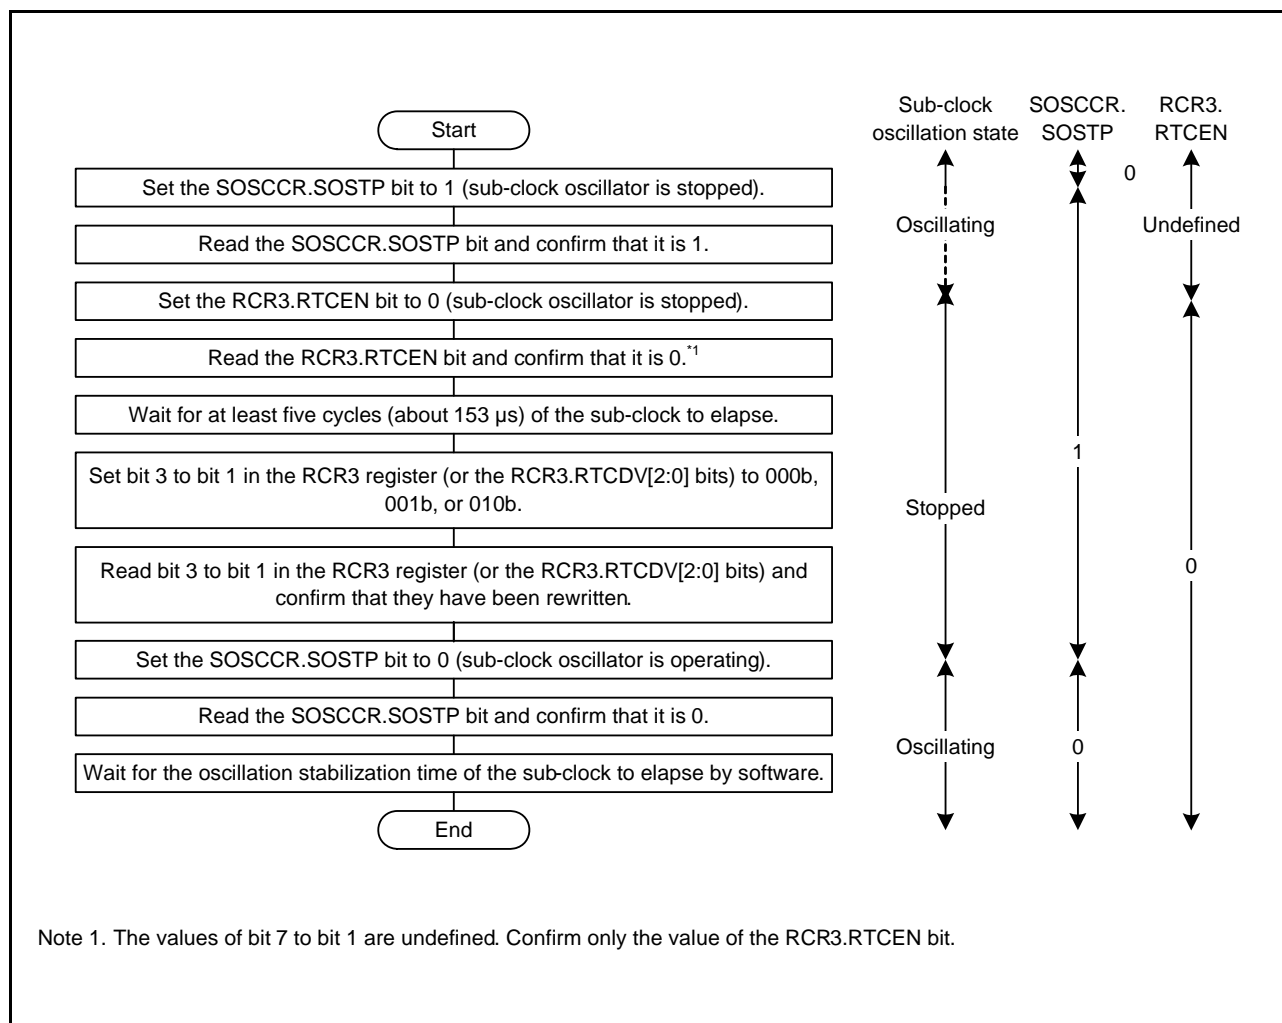 Start
Set the SOSCCR.SOSTP bit to 1 (sub-clock oscillator is stopped).
Read the SOSCCR.SOSTP bit and confirm that it is 1.
Set the RCR3.RTCEN bit to 0 (sub-clock oscillator is stopped).
Read the RCR3.RTCEN bit and confirm that it is 0.*1
Wait for at least five cycles (about 153 µs) of the sub-clock to elapse.
Set bit 3 to bit 1 in the RCR3 register (or the RCR3.RTCDV[2:0] bits) to 000b,
001b, or 010b.
Read bit 3 to bit 1 in the RCR3 register (or the RCR3.RTCDV[2:0] bits) and
confirm that they have been rewritten.
Set the SOSCCR.SOSTP bit to 0 (sub-clock oscillator is operating).
Read the SOSCCR.SOSTP bit and confirm that it is 0.
Wait for the oscillation stabilization time of the sub-clock to elapse by software.
End
Sub-clock
oscillation state
Oscillating
Stopped
Oscillating
SOSCCR.
SOSTP
0
1
0
RCR3.
RTCEN
Undefined
0
Note 1. The values of bit 7 to bit 1 are undefined. Confirm only the value of the RCR3.RTCEN bit.